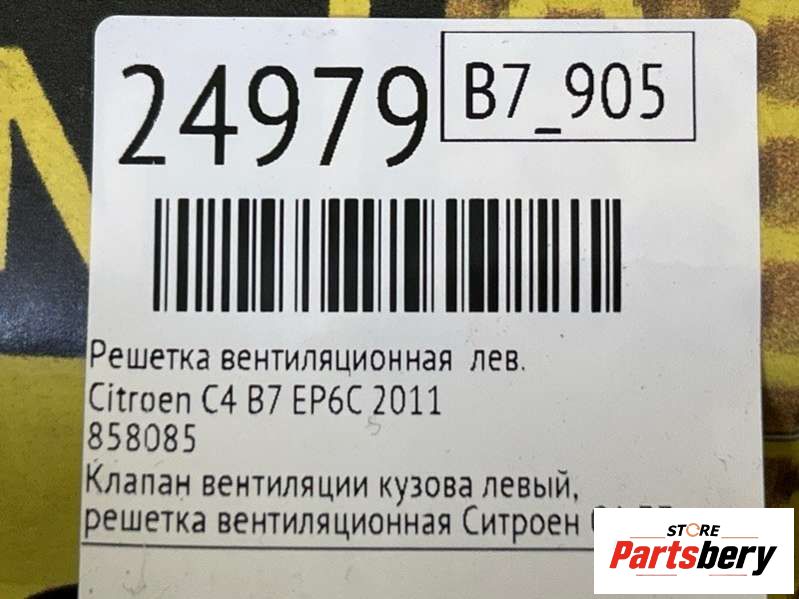 24979
B7_905
Решетка вентиляционная лев.
Citroen C4 B7 EP6C 2011
858085
Клапан вентиляции кузова левый,
решетка вентиляционная Ситроен
STORE
Partsbery